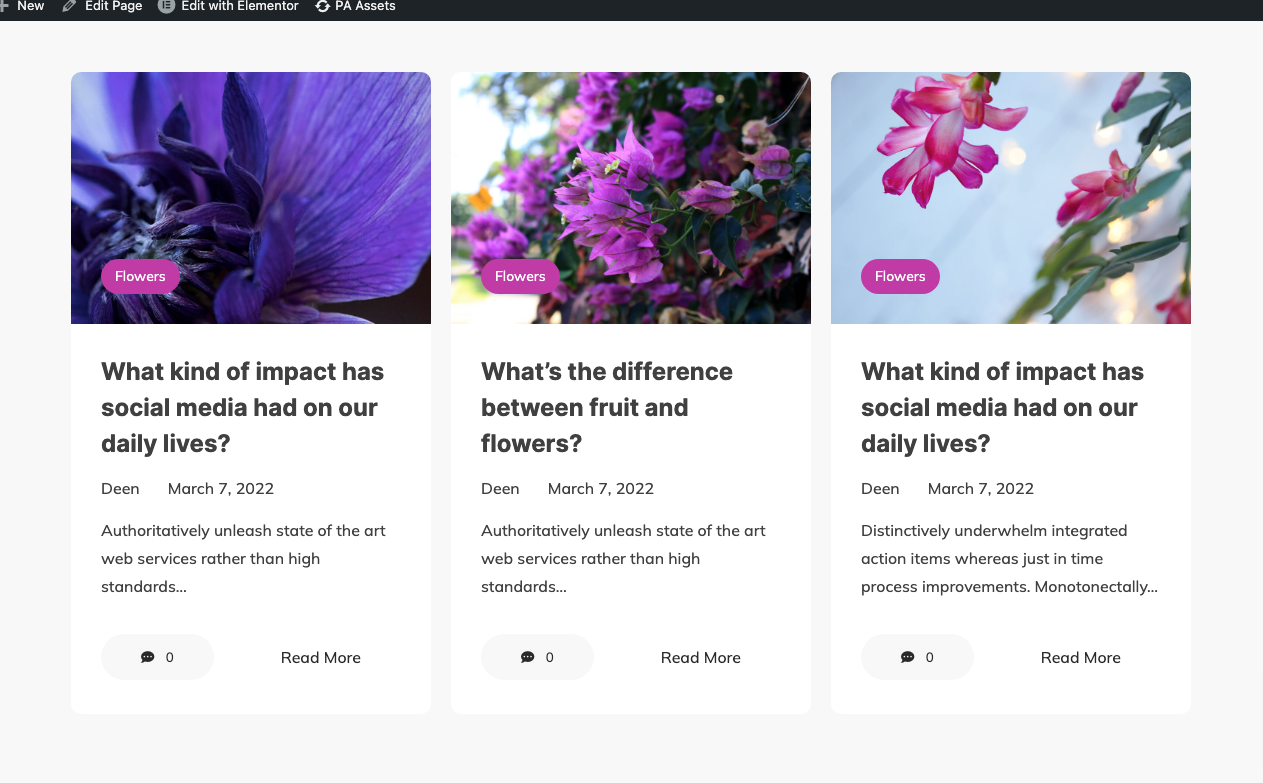 New Edit Page Edit with Elementor PA Assets
Flowers
What kind of impact has
social media had on our
daily lives?
Deen March 7, 2022
Authoritatively unleash state of the art
web services rather than high
standards...
0 Read More
Flowers
What’s the difference
between fruit and
flowers?
Deen March 7, 2022
Authoritatively unleash state of the art
web services rather than high
standards...
0 Read More
Flowers
What kind of impact has
social media had on our
daily lives?
Deen March 7, 2022
Distinctively underwhelm integrated
action items whereas just in time
process improvements. Monotonectally...
0 Read More